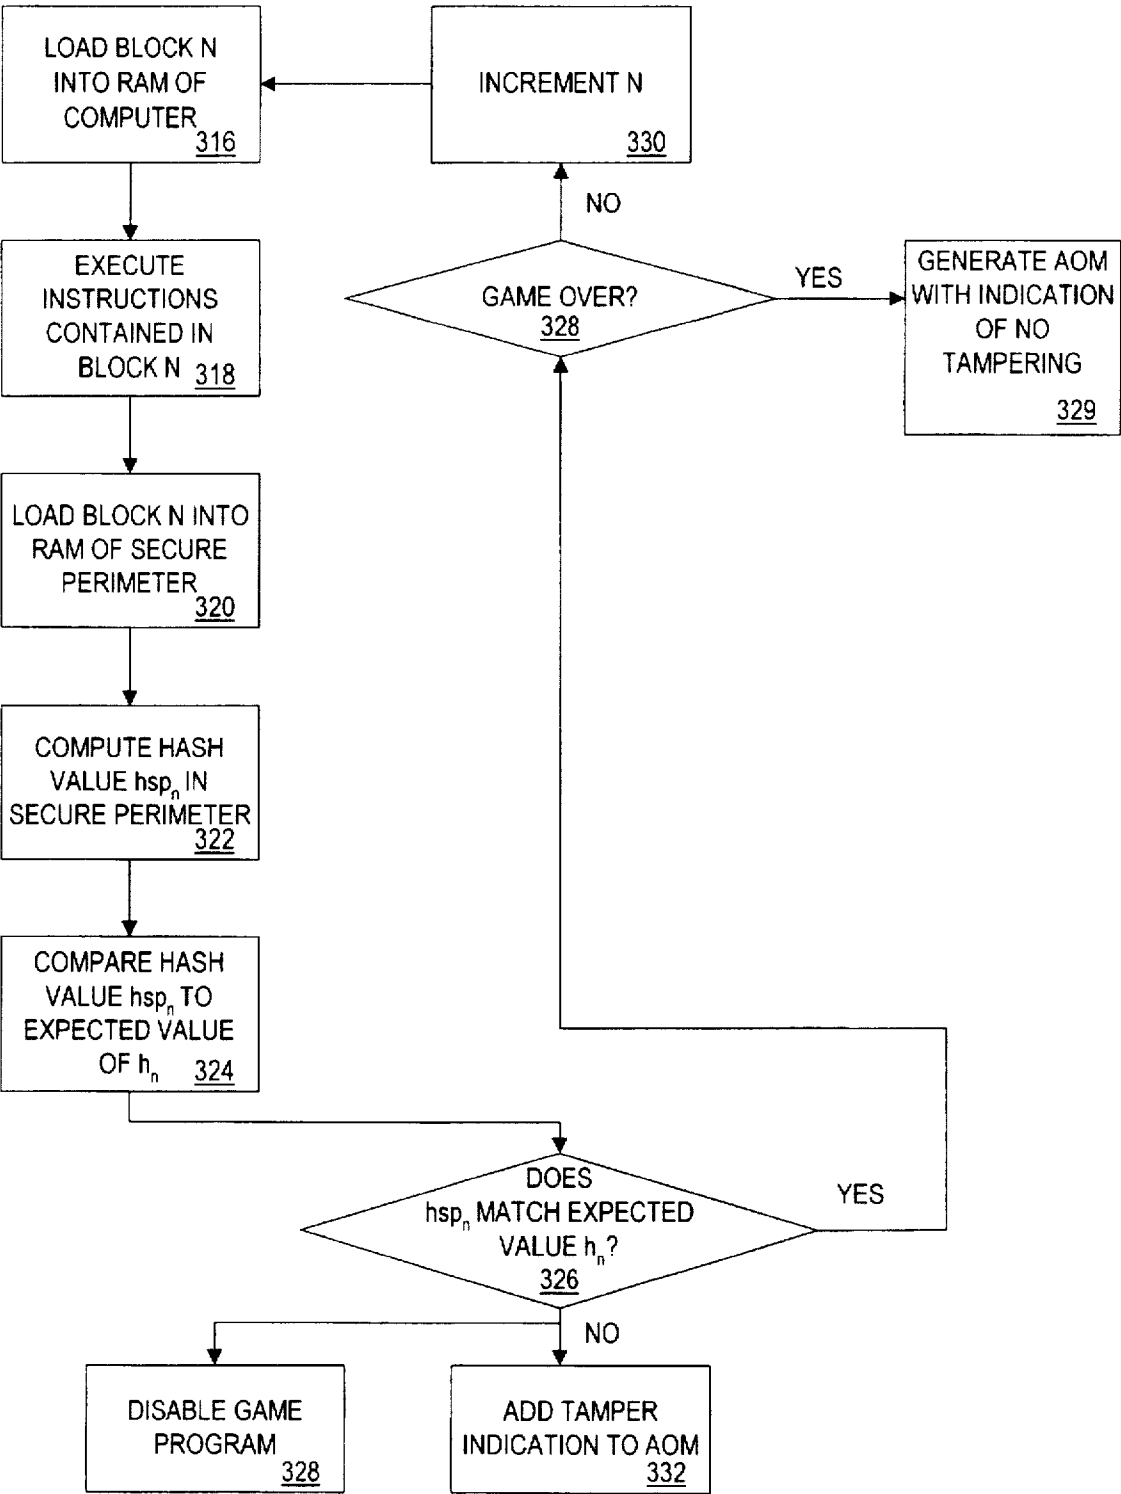 LOAD BLOCK N
INTO RAM OF
COMPUTER
316
INCREMENT N
330
NO
EXECUTE
INSTRUCTIONS
CONTAINED IN
BLOCK N 318
GAME OVER?
328
YES
GENERATE AOM
WITH INDICATION
OF NO
TAMPERING
329
LOAD BLOCK N INTO
RAM OF SECURE
PERIMETER
320
COMPUTE HASH
VALUE hspₙ IN
SECURE PERIMETER
322
COMPARE HASH
VALUE hspₙ TO
EXPECTED VALUE
OF hₙ 324
DOES
hspₙ MATCH EXPECTED
VALUE hₙ?
326
YES
NO
DISABLE GAME
PROGRAM
328
ADD TAMPER
INDICATION TO AOM
332